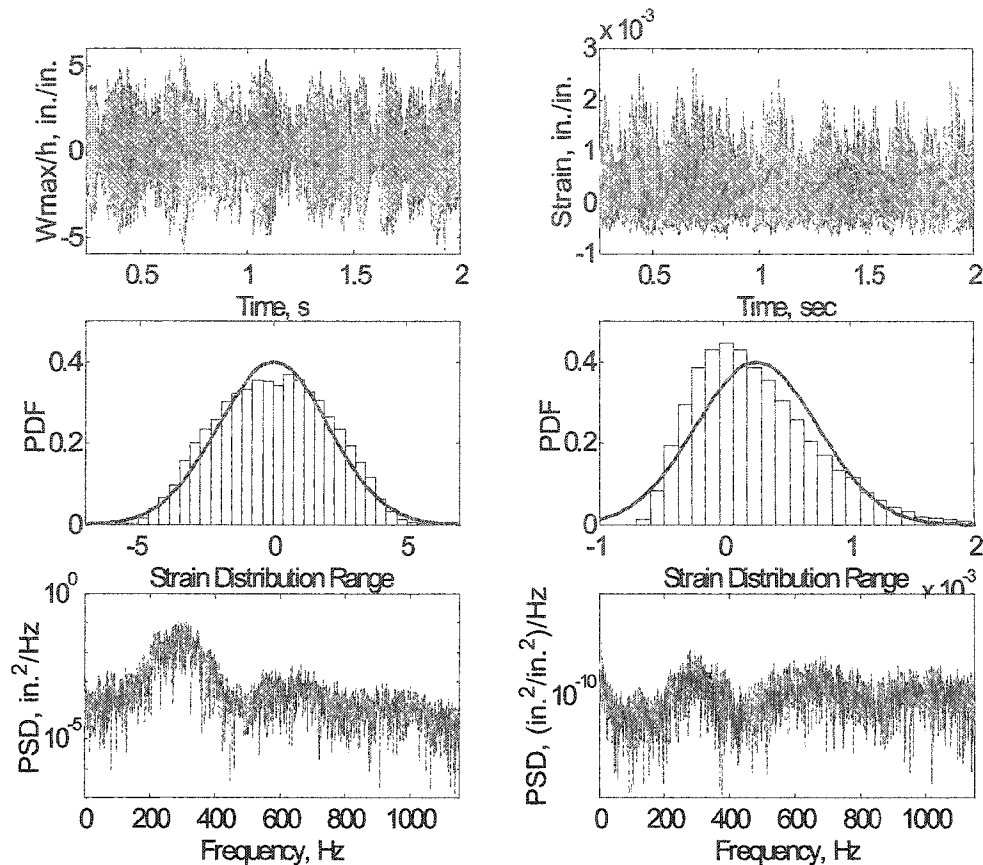 5
0
-5
Wmax/h, in./in.
0.5 1 1.5 2
Time, s
x 10^-3
3
2
1
0
-1
Strain, in./in.
0.5 1 1.5 2
Time, sec
0.4
0.2
0
PDF
-5 0 5
Strain Distribution Range
0.4
0.2
0
PDF
-1 0 1 2
Strain Distribution Range
x 10^-3
10^0
10^-5
PSD, in.^2/Hz
0 200 400 600 800 1000
Frequency, Hz
10^-10
PSD, (in.^2/in.^2)/Hz
0 200 400 600 800 1000
Frequency, Hz